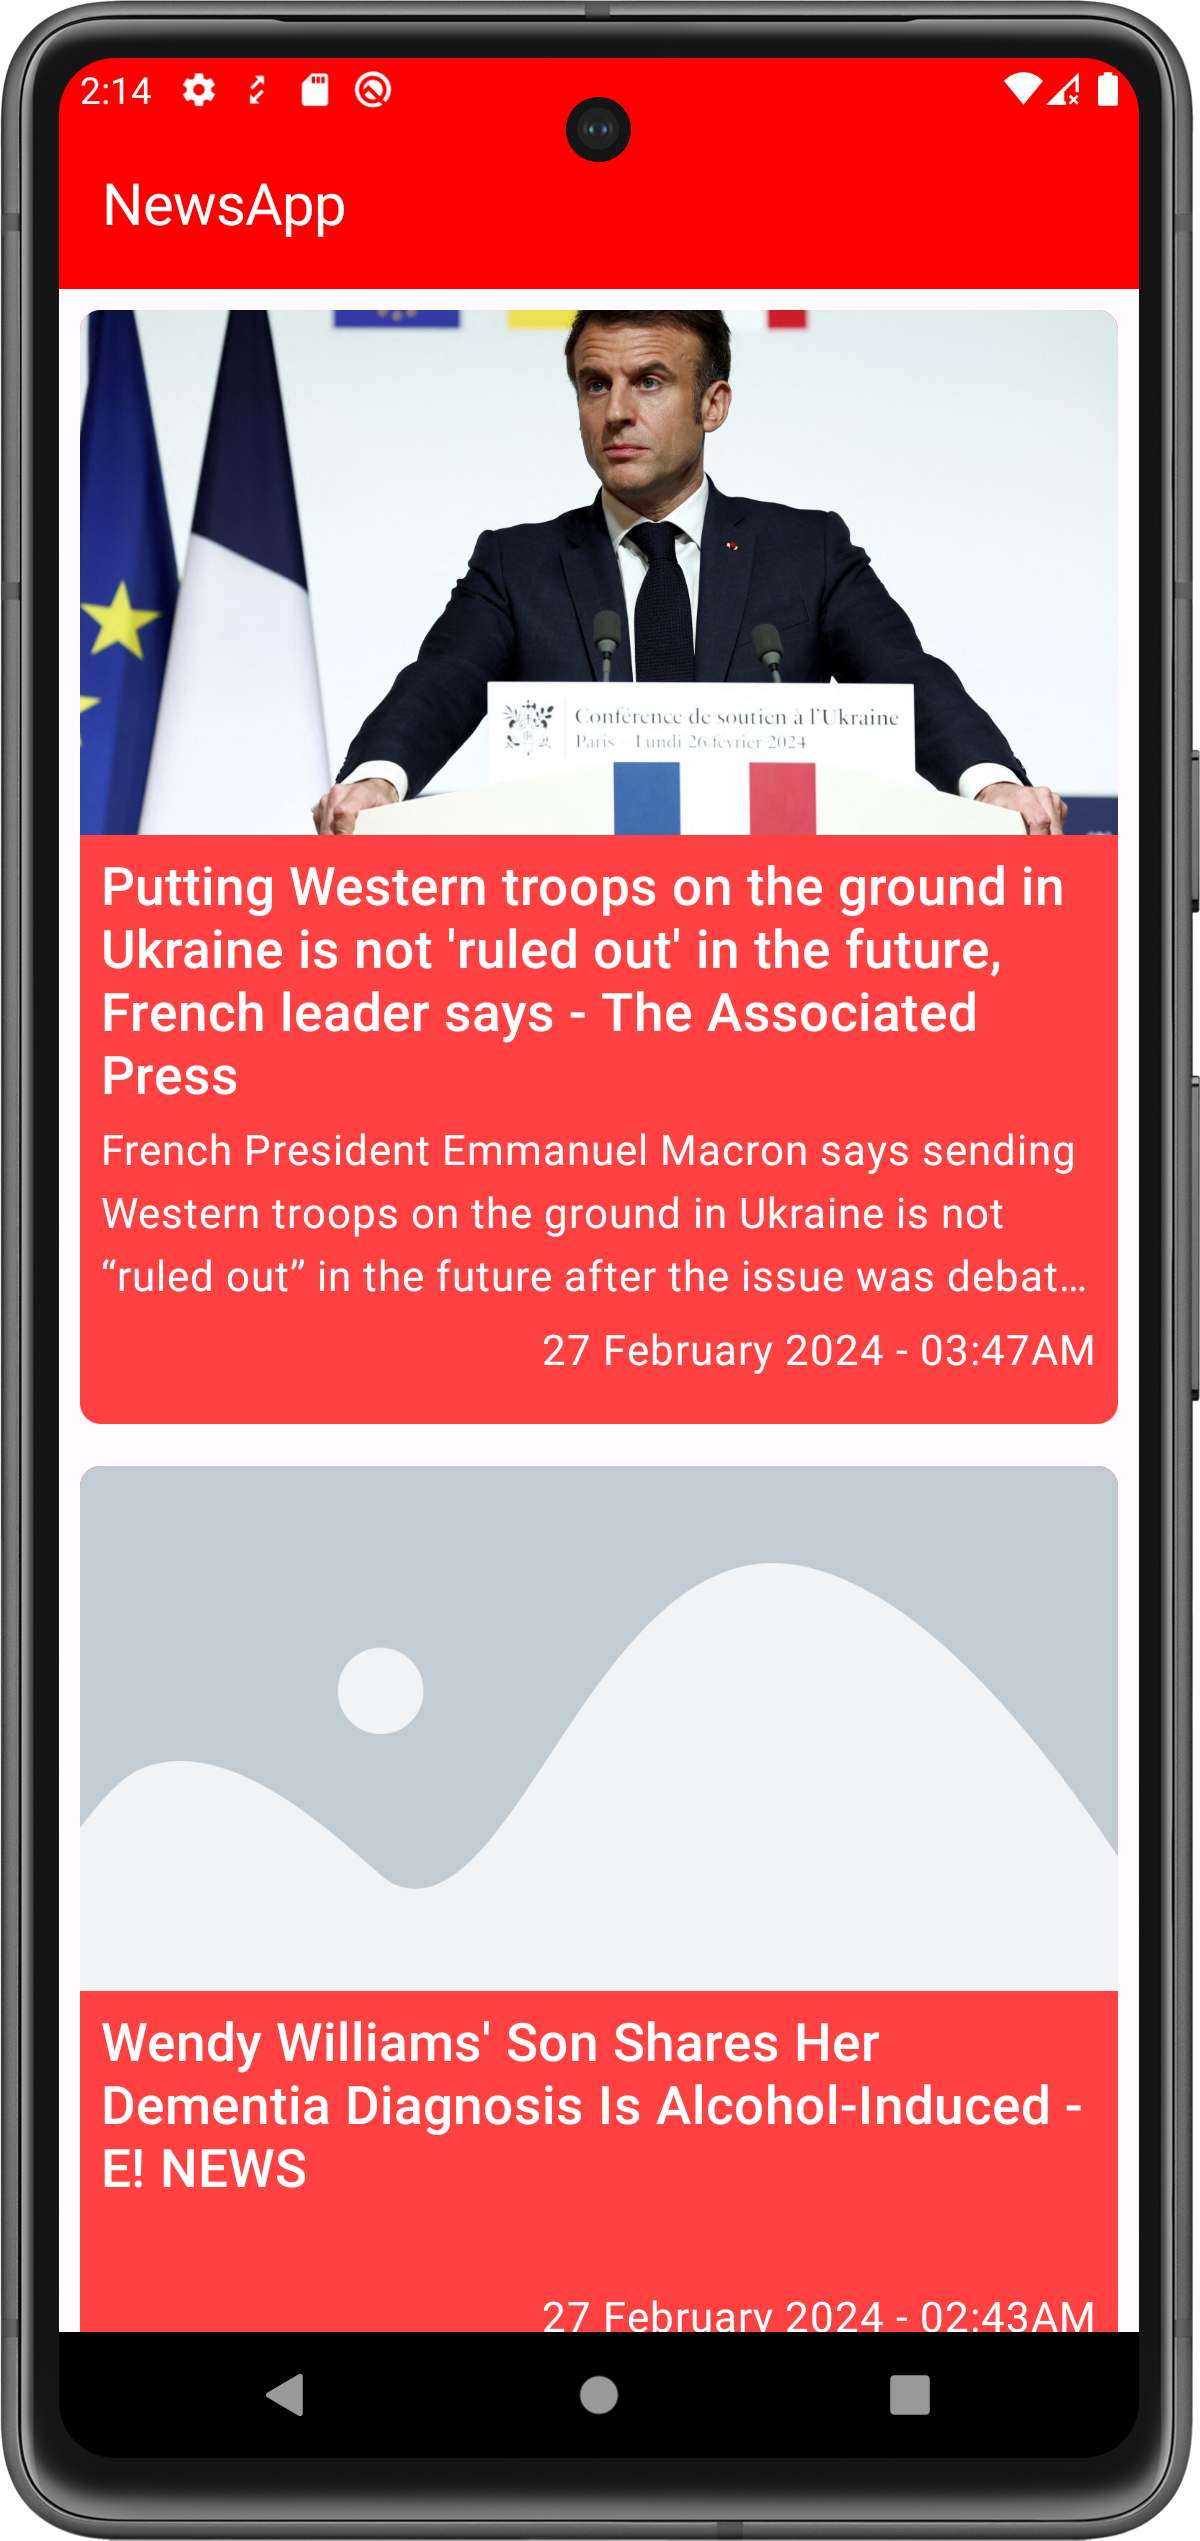 2:14
NewsApp
Conférence de soutien à l'Ukraine
Paris – Lundi 26 février 2024
Putting Western troops on the ground in
Ukraine is not 'ruled out' in the future,
French leader says - The Associated
Press
French President Emmanuel Macron says sending
Western troops on the ground in Ukraine is not
“ruled out” in the future after the issue was debat…
27 February 2024 - 03:47AM
Wendy Williams' Son Shares Her
Dementia Diagnosis Is Alcohol-Induced -
E! NEWS
27 February 2024 - 02:43AM